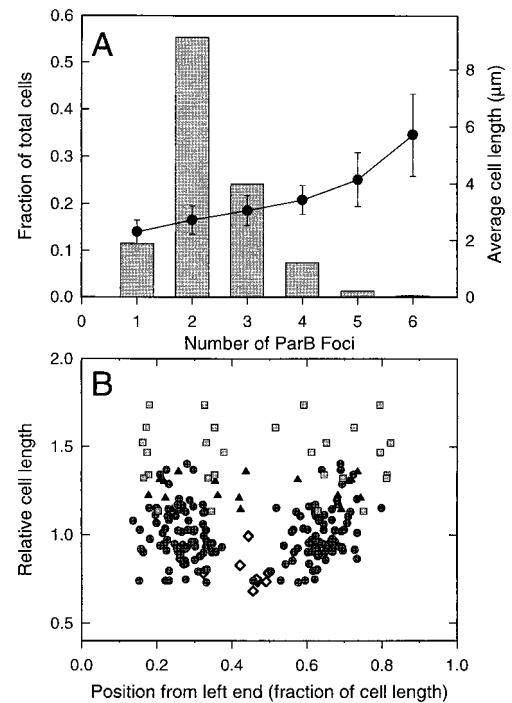 A
Fraction of total cells
0.6
0.5
0.4
0.3
0.2
0.1
0.0
8
6
4
2
0
Average cell length (µm)
0 1 2 3 4 5 6
Number of ParB Foci
B
Relative cell length
2.0
1.5
1.0
0.5
0.0 0.2 0.4 0.6 0.8 1.0
Position from left end (fraction of cell length)